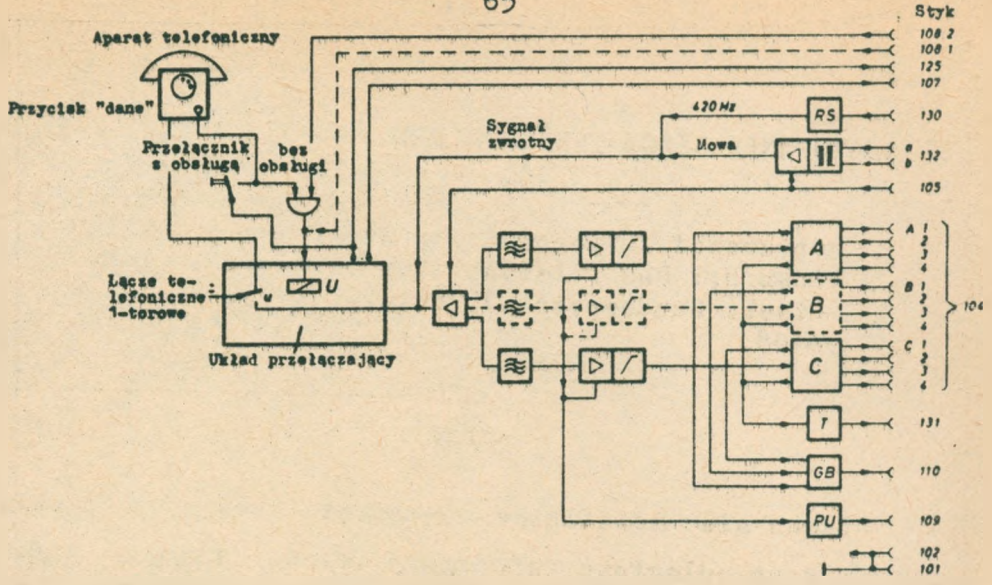 65
Styk
Aparat telefoniczny
108 2
108 1
125
107
Przycisk "dane"
420 Hz
RS
130
Sygnał
zwrotny
Mowa
a
b
132
Przełącznik
z obsługą
bez
obsługi
105
A
A 1
2
3
4
Łącze te-
lefoniczne
1-torowe
u
U
B
B 1
2
3
4
104
Układ przełączający
C
C 1
2
3
4
T
131
GB
110
PU
109
102
101